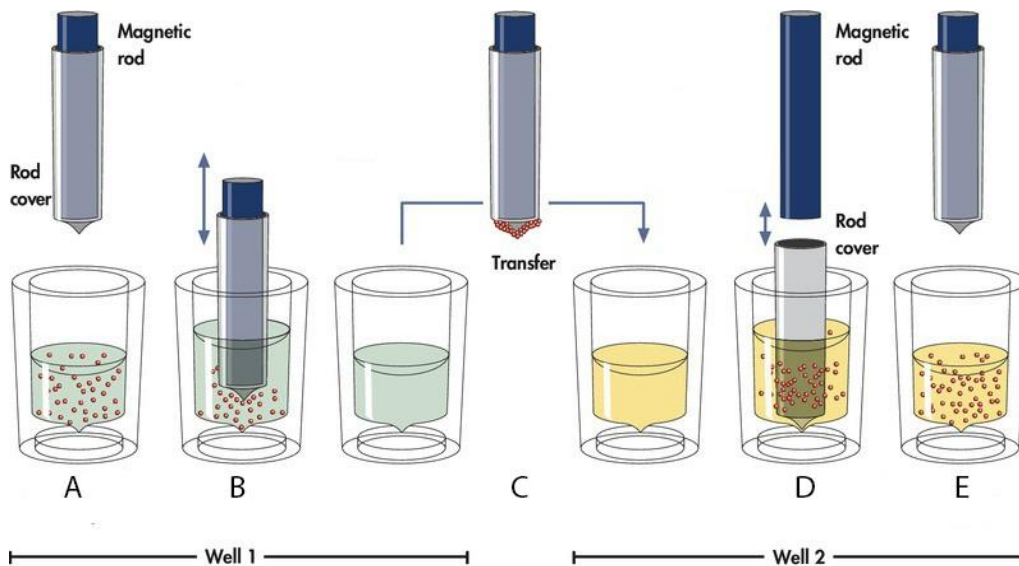 Magnetic
rod
Rod
cover
Transfer
Magnetic
rod
Rod
cover
A
B
C
D
E
Well 1
Well 2